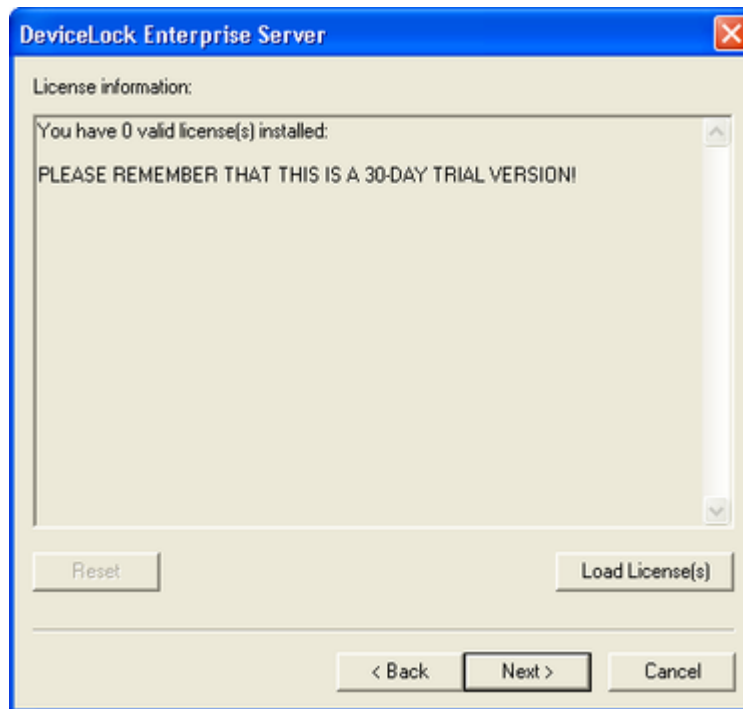 DeviceLock Enterprise Server
License information:
You have 0 valid license(s) installed:
PLEASE REMEMBER THAT THIS IS A 30-DAY TRIAL VERSION!
Reset
Load License(s)
< Back
Next >
Cancel